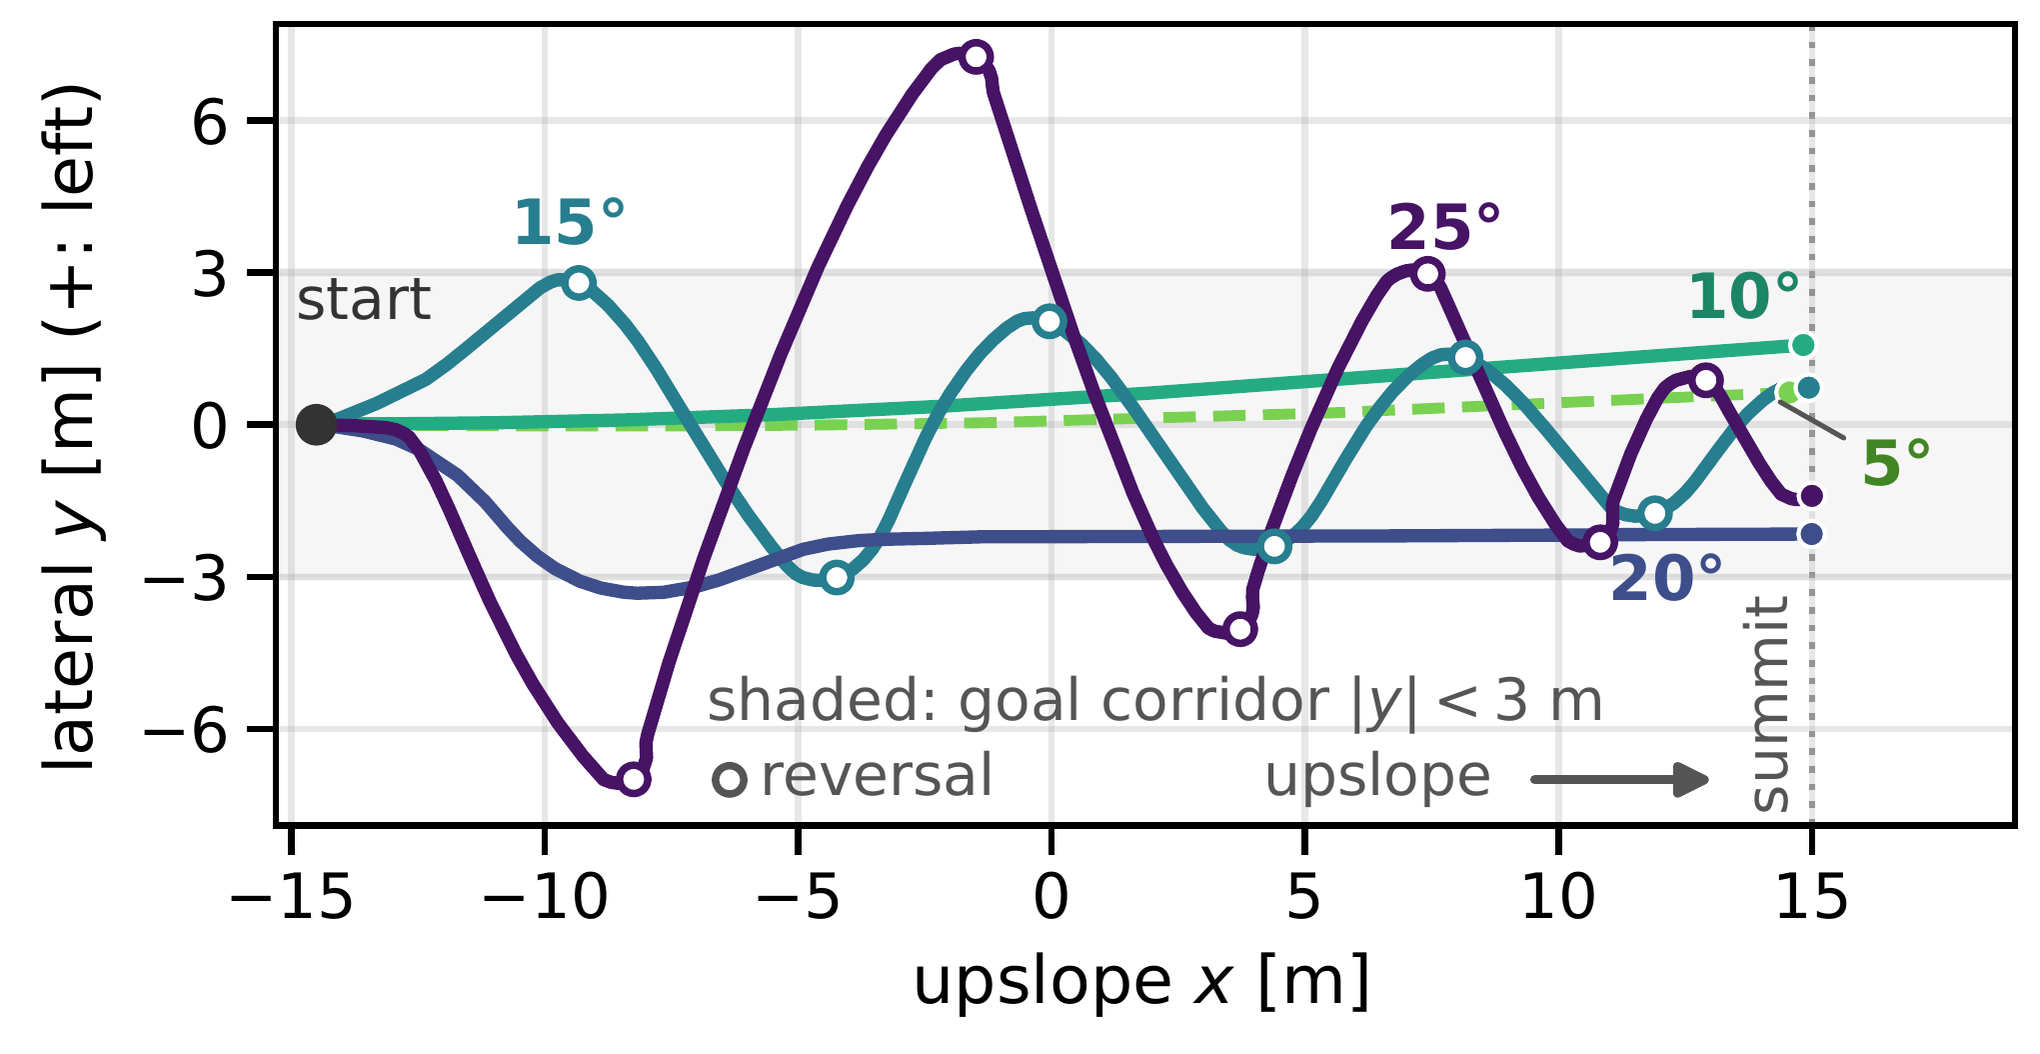 6
3
0
−3
−6
lateral y [m] (+: left)
start
15°
25°
10°
5°
20°
shaded: goal corridor |y| < 3 m
reversal
upslope
summit
−15
−10
−5
0
5
10
15
upslope x [m]